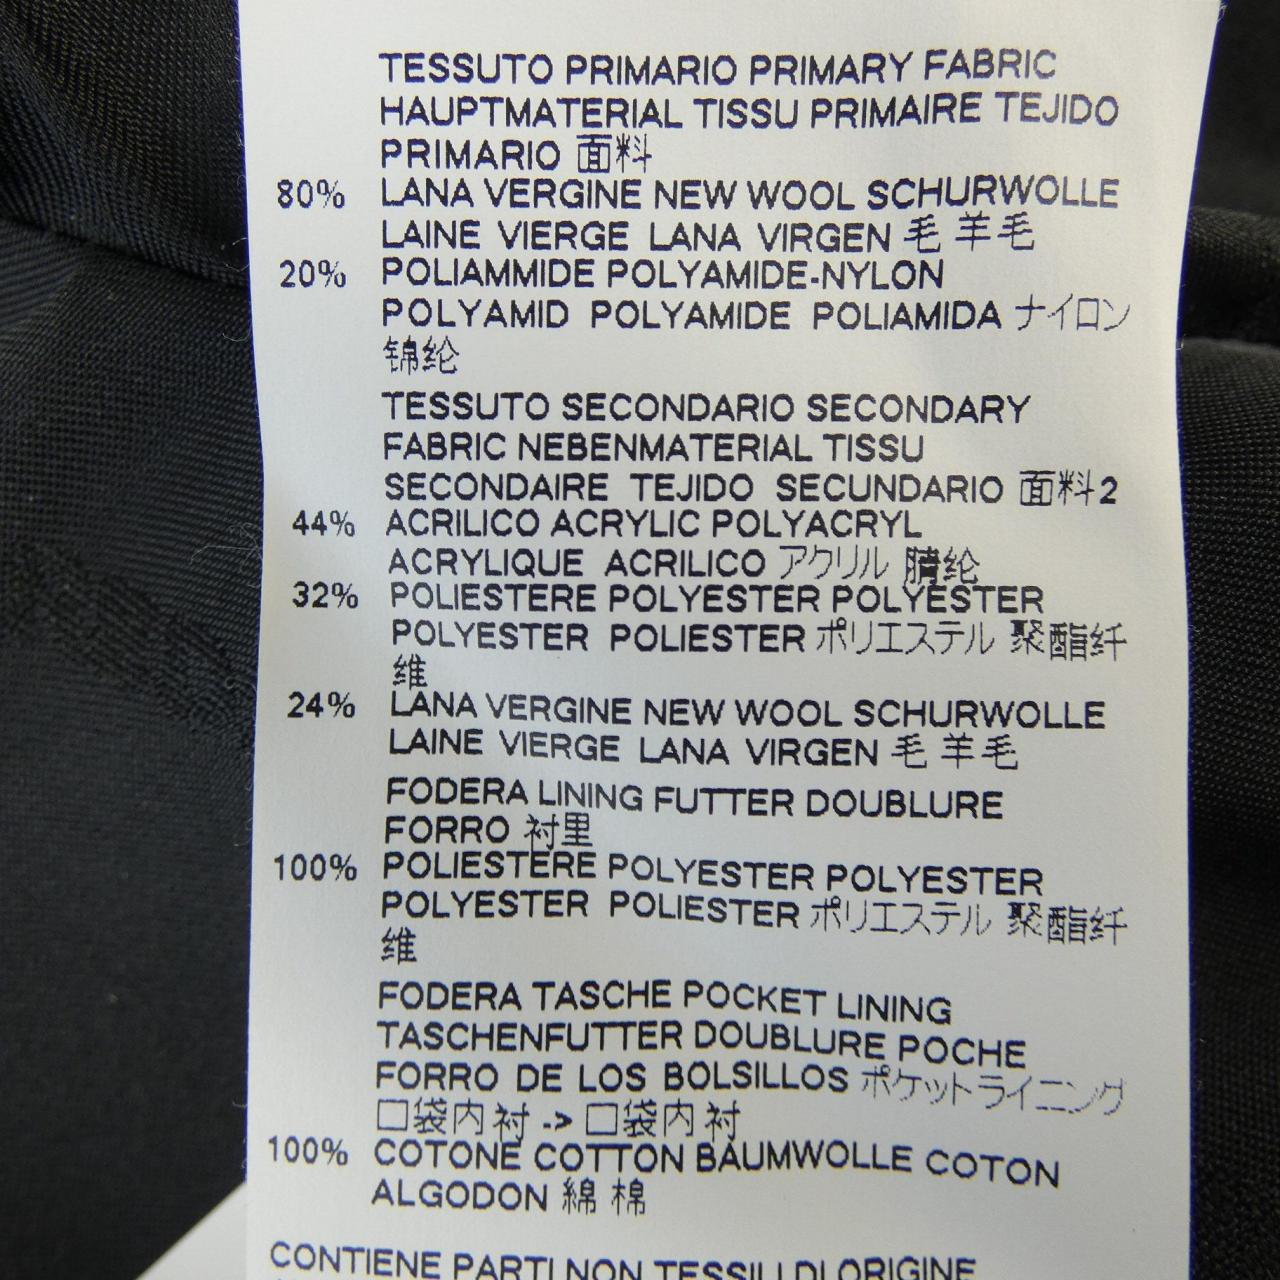 TESSUTO PRIMARIO PRIMARY FABRIC
HAUPTMATERIAL TISSU PRIMAIRE TEJIDO
PRIMARIO 面料
80% LANA VERGINE NEW WOOL SCHURWOLLE
LAINE VIERGE LANA VIRGEN 毛 羊毛
20% POLIAMMIDE POLYAMIDE-NYLON
POLYAMID POLYAMIDE POLIAMIDA ナイロン
锦纶
TESSUTO SECONDARIO SECONDARY
FABRIC NEBENMATERIAL TISSU
SECONDAIRE TEJIDO SECUNDARIO 面料2
44% ACRILICO ACRYLIC POLYACRYL
ACRYLIQUE ACRILICO アクリル 腈纶
32% POLIESTERE POLYESTER POLYESTER
POLYESTER POLIESTER ポリエステル 聚酯纤
维
24% LANA VERGINE NEW WOOL SCHURWOLLE
LAINE VIERGE LANA VIRGEN 毛 羊毛
FODERA LINING FUTTER DOUBLURE
FORRO 衬里
100% POLIESTERE POLYESTER POLYESTER
POLYESTER POLIESTER ポリエステル 聚酯纤
维
FODERA TASCHE POCKET LINING
TASCHENFUTTER DOUBLURE POCHE
FORRO DE LOS BOLSILLOS ポケットライニング
口袋内衬 -> 口袋内衬
100% COTONE COTTON BAUMWOLLE COTON
ALGODON 綿 棉
CONTIENE PARTI NON TESSILI DI ORIGINE